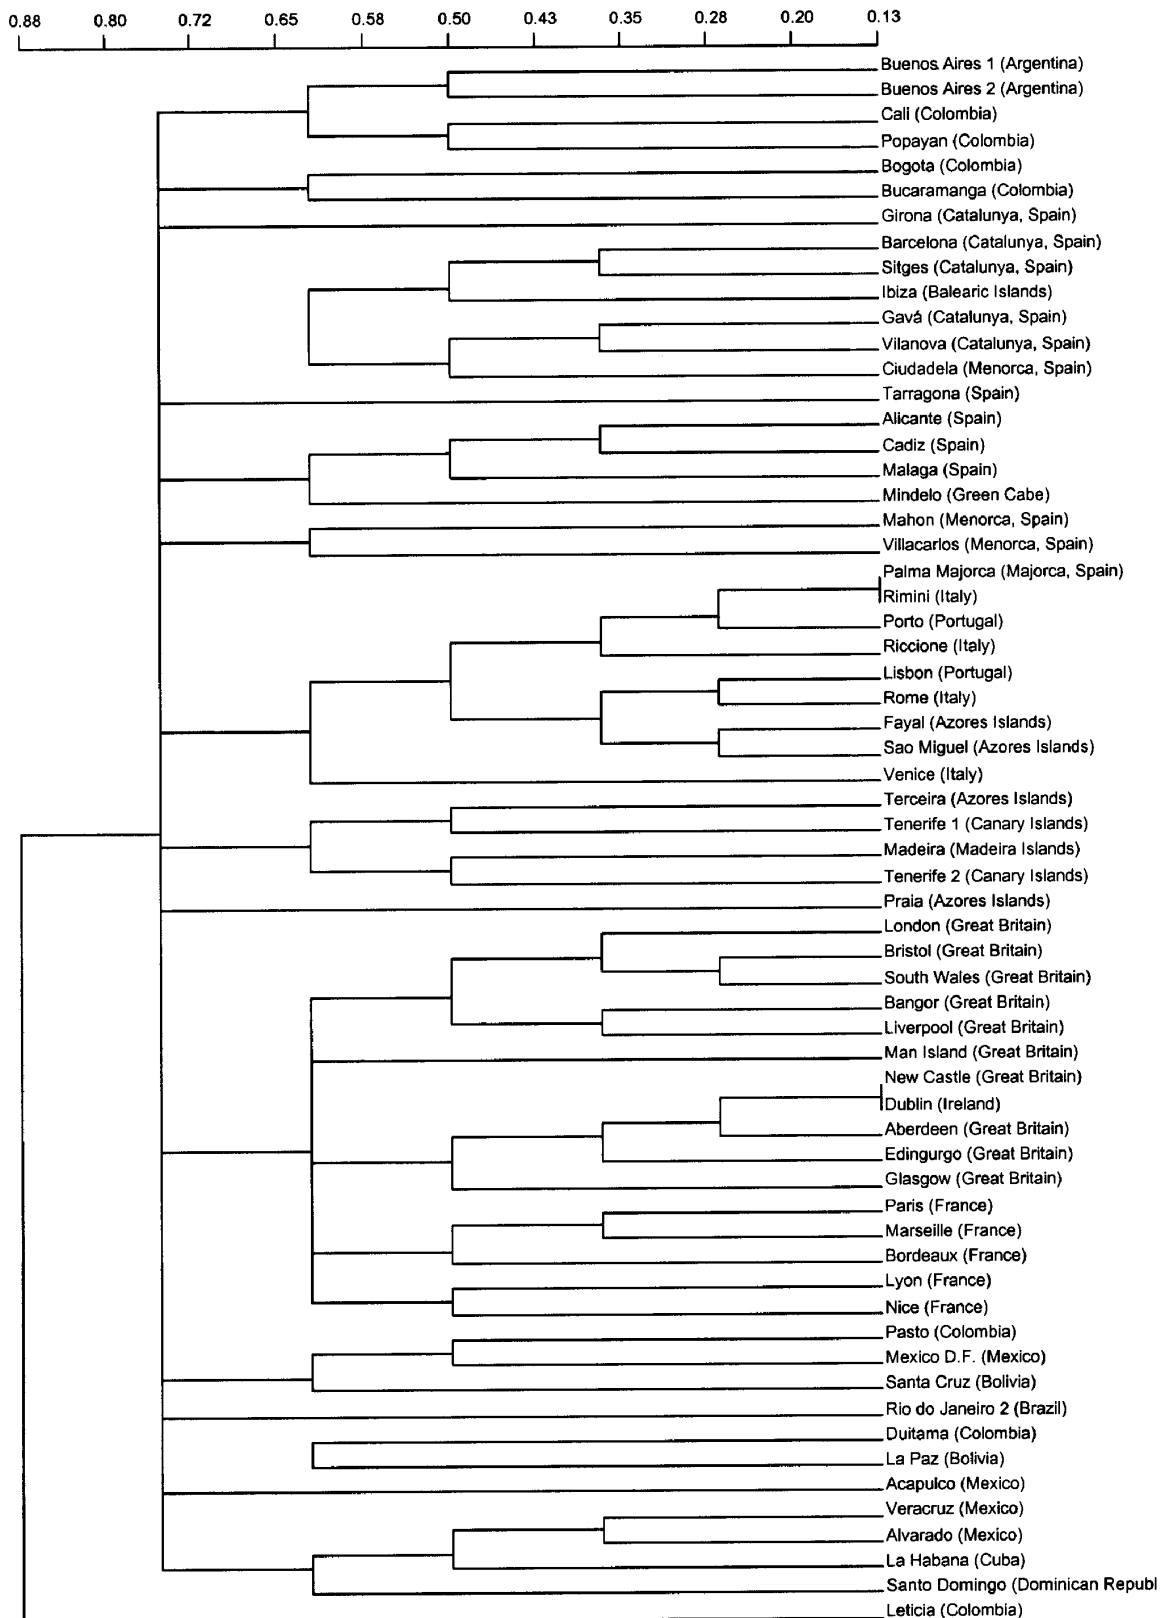 0.88 0.80 0.72 0.65 0.58 0.50 0.43 0.35 0.28 0.20 0.13
Buenos Aires 1 (Argentina)
Buenos Aires 2 (Argentina)
Cali (Colombia)
Popayan (Colombia)
Bogota (Colombia)
Bucaramanga (Colombia)
Girona (Catalunya, Spain)
Barcelona (Catalunya, Spain)
Sitges (Catalunya, Spain)
Ibiza (Balearic Islands)
Gavá (Catalunya, Spain)
Vilanova (Catalunya, Spain)
Ciudadela (Menorca, Spain)
Tarragona (Spain)
Alicante (Spain)
Cadiz (Spain)
Malaga (Spain)
Mindelo (Green Cabe)
Mahon (Menorca, Spain)
Villacarlos (Menorca, Spain)
Palma Majorca (Majorca, Spain)
Rimini (Italy)
Porto (Portugal)
Riccione (Italy)
Lisbon (Portugal)
Rome (Italy)
Fayal (Azores Islands)
Sao Miguel (Azores Islands)
Venice (Italy)
Terceira (Azores Islands)
Tenerife 1 (Canary Islands)
Madeira (Madeira Islands)
Tenerife 2 (Canary Islands)
Praia (Azores Islands)
London (Great Britain)
Bristol (Great Britain)
South Wales (Great Britain)
Bangor (Great Britain)
Liverpool (Great Britain)
Man Island (Great Britain)
New Castle (Great Britain)
Dublin (Ireland)
Aberdeen (Great Britain)
Edingurgo (Great Britain)
Glasgow (Great Britain)
Paris (France)
Marseille (France)
Bordeaux (France)
Lyon (France)
Nice (France)
Pasto (Colombia)
Mexico D.F. (Mexico)
Santa Cruz (Bolivia)
Rio do Janeiro 2 (Brazil)
Duitama (Colombia)
La Paz (Bolivia)
Acapulco (Mexico)
Veracruz (Mexico)
Alvarado (Mexico)
La Habana (Cuba)
Santo Domingo (Dominican Republ
Leticia (Colombia)